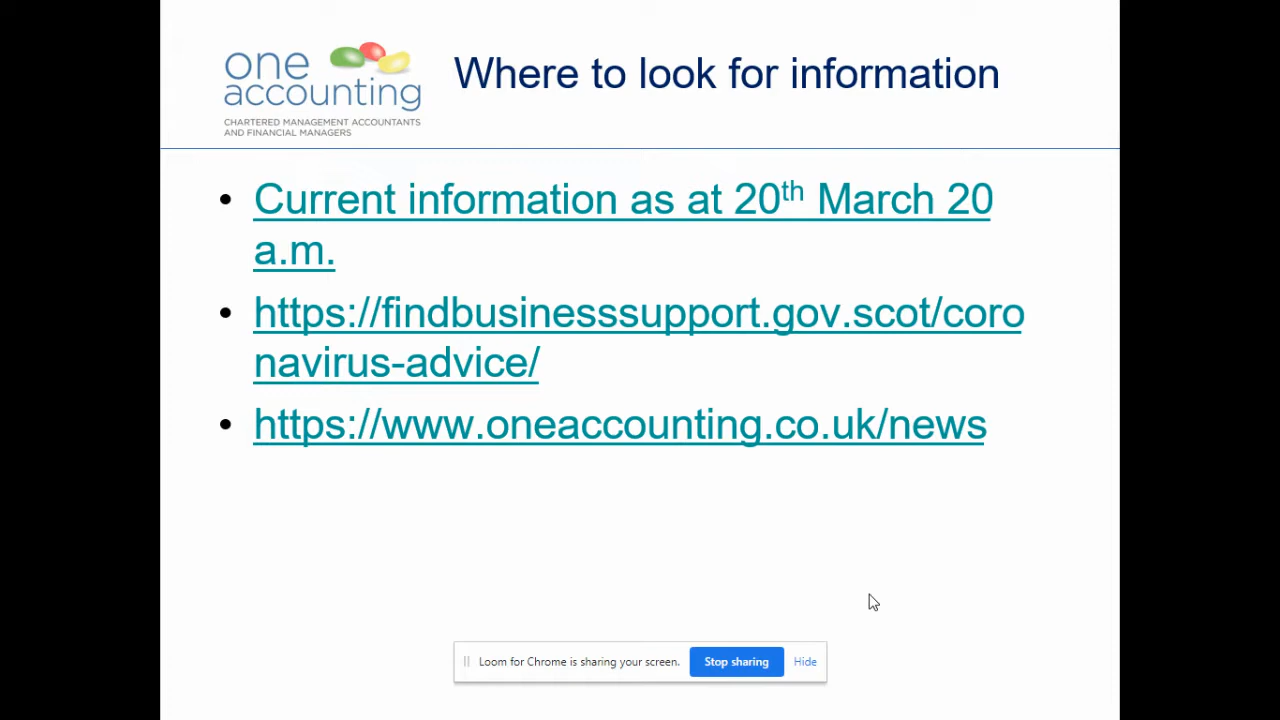 one
accounting
CHARTERED MANAGEMENT ACCOUNTANTS
AND FINANCIAL MANAGERS
Where to look for information
• Current information as at 20th March 20
a.m.
• https://findbusinesssupport.gov.scot/coro
navirus-advice/
• https://www.oneaccounting.co.uk/news
Loom for Chrome is sharing your screen. Stop sharing Hide